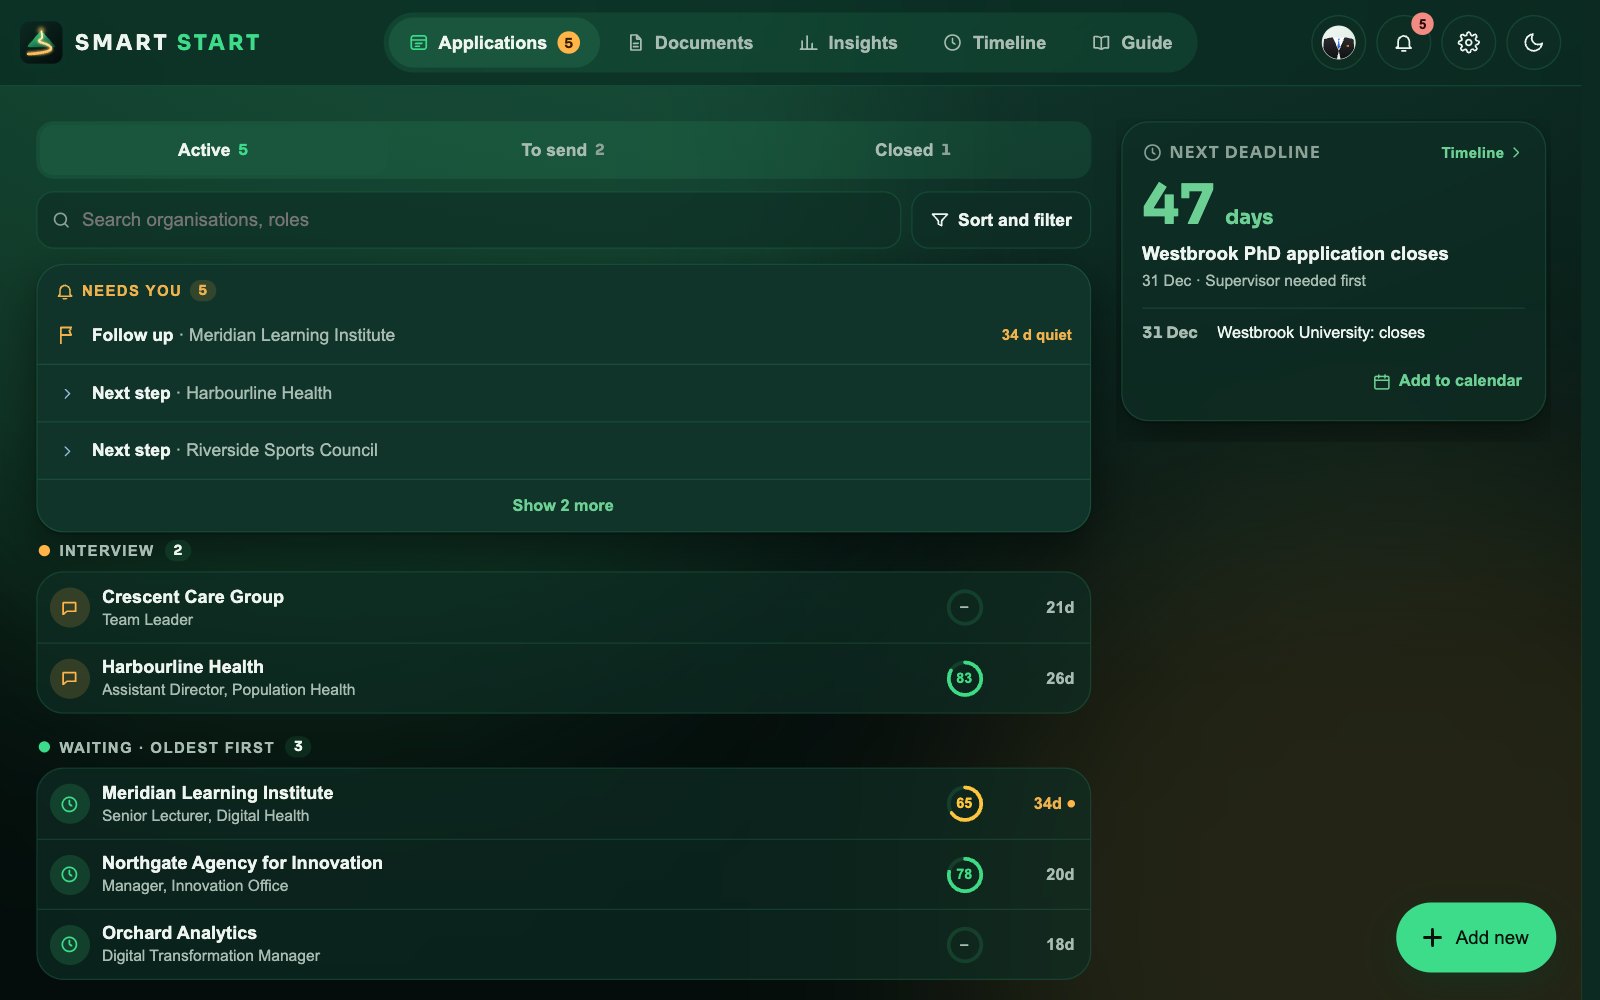 SMART START
Applications 5
Documents
Insights
Timeline
Guide
5
Active 5
To send 2
Closed 1
Search organisations, roles
Sort and filter
NEEDS YOU 5
Follow up · Meridian Learning Institute
34 d quiet
Next step · Harbourline Health
Next step · Riverside Sports Council
Show 2 more
INTERVIEW 2
Crescent Care Group
Team Leader
–
21d
Harbourline Health
Assistant Director, Population Health
83
26d
WAITING · OLDEST FIRST 3
Meridian Learning Institute
Senior Lecturer, Digital Health
65
34d
Northgate Agency for Innovation
Manager, Innovation Office
78
20d
Orchard Analytics
Digital Transformation Manager
–
18d
NEXT DEADLINE
Timeline
47 days
Westbrook PhD application closes
31 Dec · Supervisor needed first
31 Dec Westbrook University: closes
Add to calendar
Add new